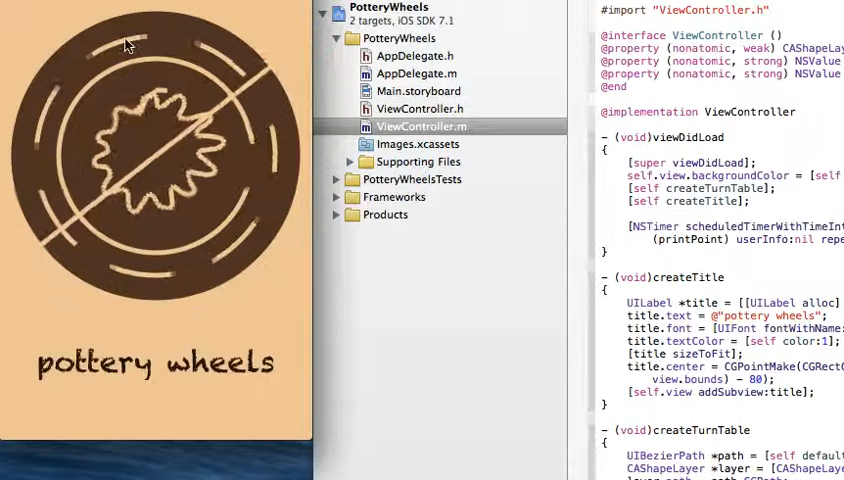 pottery wheels
PotteryWheels
2 targets, iOS SDK 7.1
PotteryWheels
AppDelegate.h
AppDelegate.m
Main.storyboard
ViewController.h
ViewController.m
Images.xcassets
Supporting Files
PotteryWheelsTests
Frameworks
Products
#import "ViewController.h"
@interface ViewController ()
@property (nonatomic, weak) CAShapeLay
@property (nonatomic, strong) NSValue
@property (nonatomic, strong) NSValue
@end
@implementation ViewController
- (void)viewDidLoad
{
[super viewDidLoad];
self.view.backgroundColor = [self
[self createTurnTable];
[self createTitle];
[NSTimer scheduledTimerWithTimeInt
(printPoint) userInfo:nil repe
}
- (void)createTitle
{
UILabel *title = [[UILabel alloc]
title.text = @"pottery wheels";
title.font = [UIFont fontWithName:
title.textColor = [self color:1];
[title sizeToFit];
title.center = CGPointMake(CGRectG
view.bounds) - 80);
[self.view addSubview:title];
}
- (void)createTurnTable
{
UIBezierPath *path = [self default
CAShapeLayer *layer = [CAShapeLaye